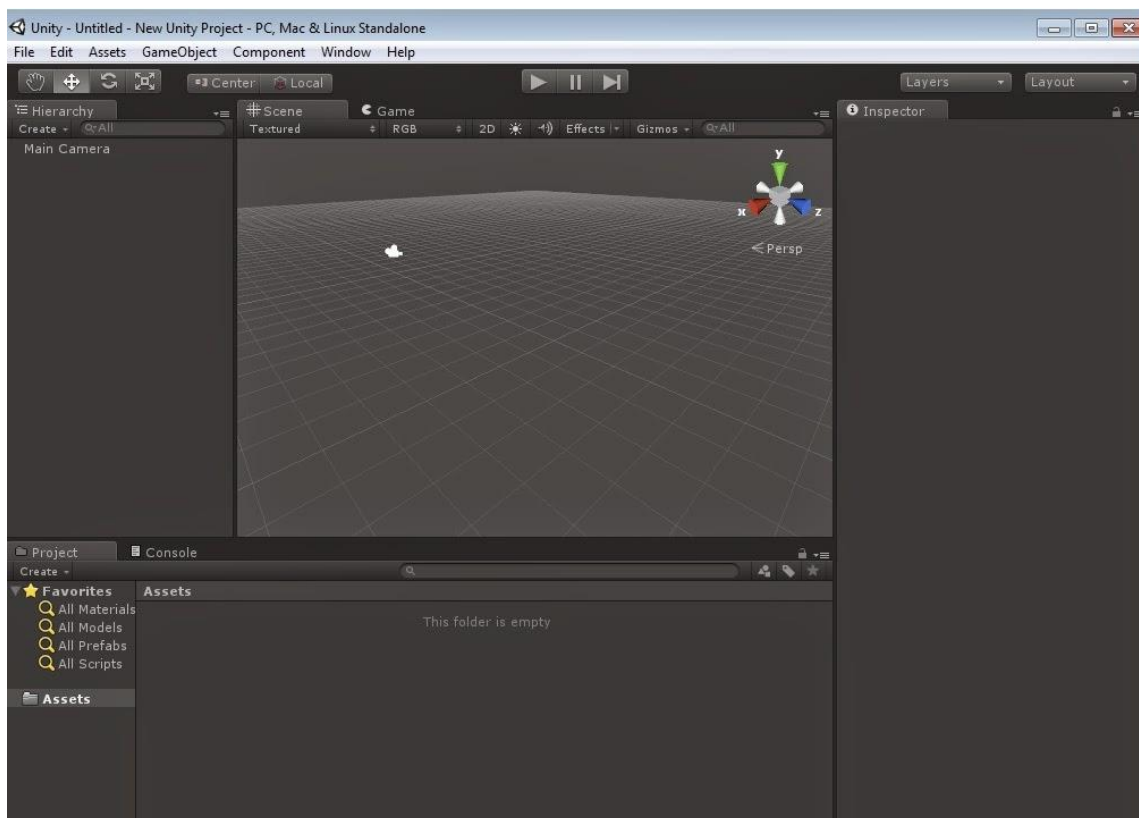 Unity - Untitled - New Unity Project - PC, Mac & Linux Standalone
File Edit Assets GameObject Component Window Help
Center Local Layers Layout
Hierarchy
Create All
Main Camera
Scene Game
Textured RGB 2D Effects Gizmos All
y
x z
Persp
Inspector
Project Console
Create
Favorites
All Materials
All Models
All Prefabs
All Scripts
Assets
Assets
This folder is empty